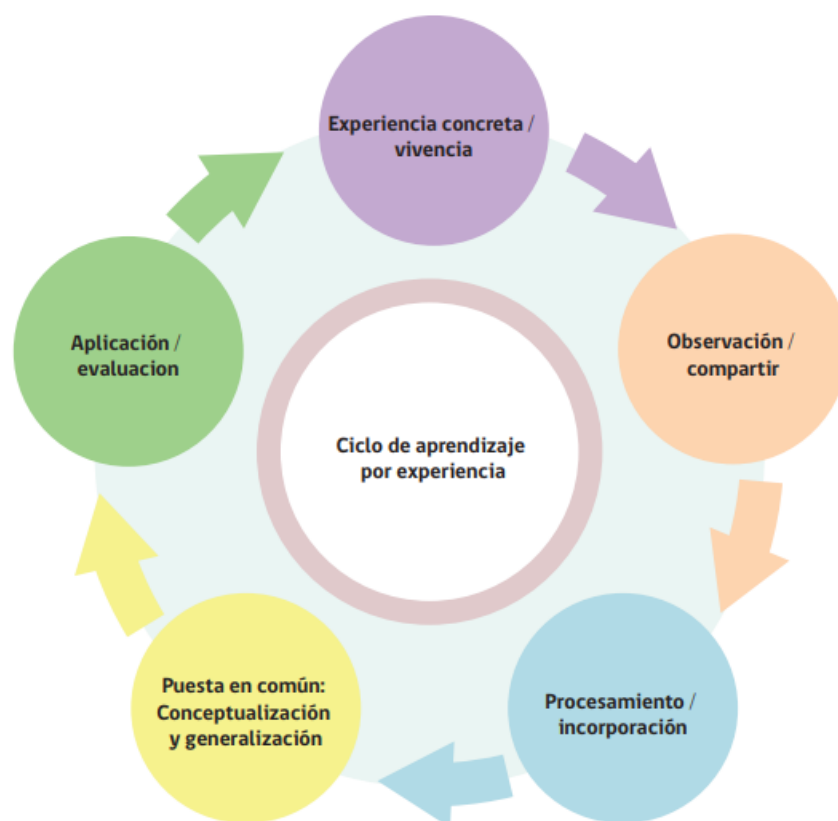 Experiencia concreta /
vivencia
Observación /
compartir
Procesamiento /
incorporación
Puesta en común:
Conceptualización
y generalización
Aplicación /
evaluacion
Ciclo de aprendizaje
por experiencia